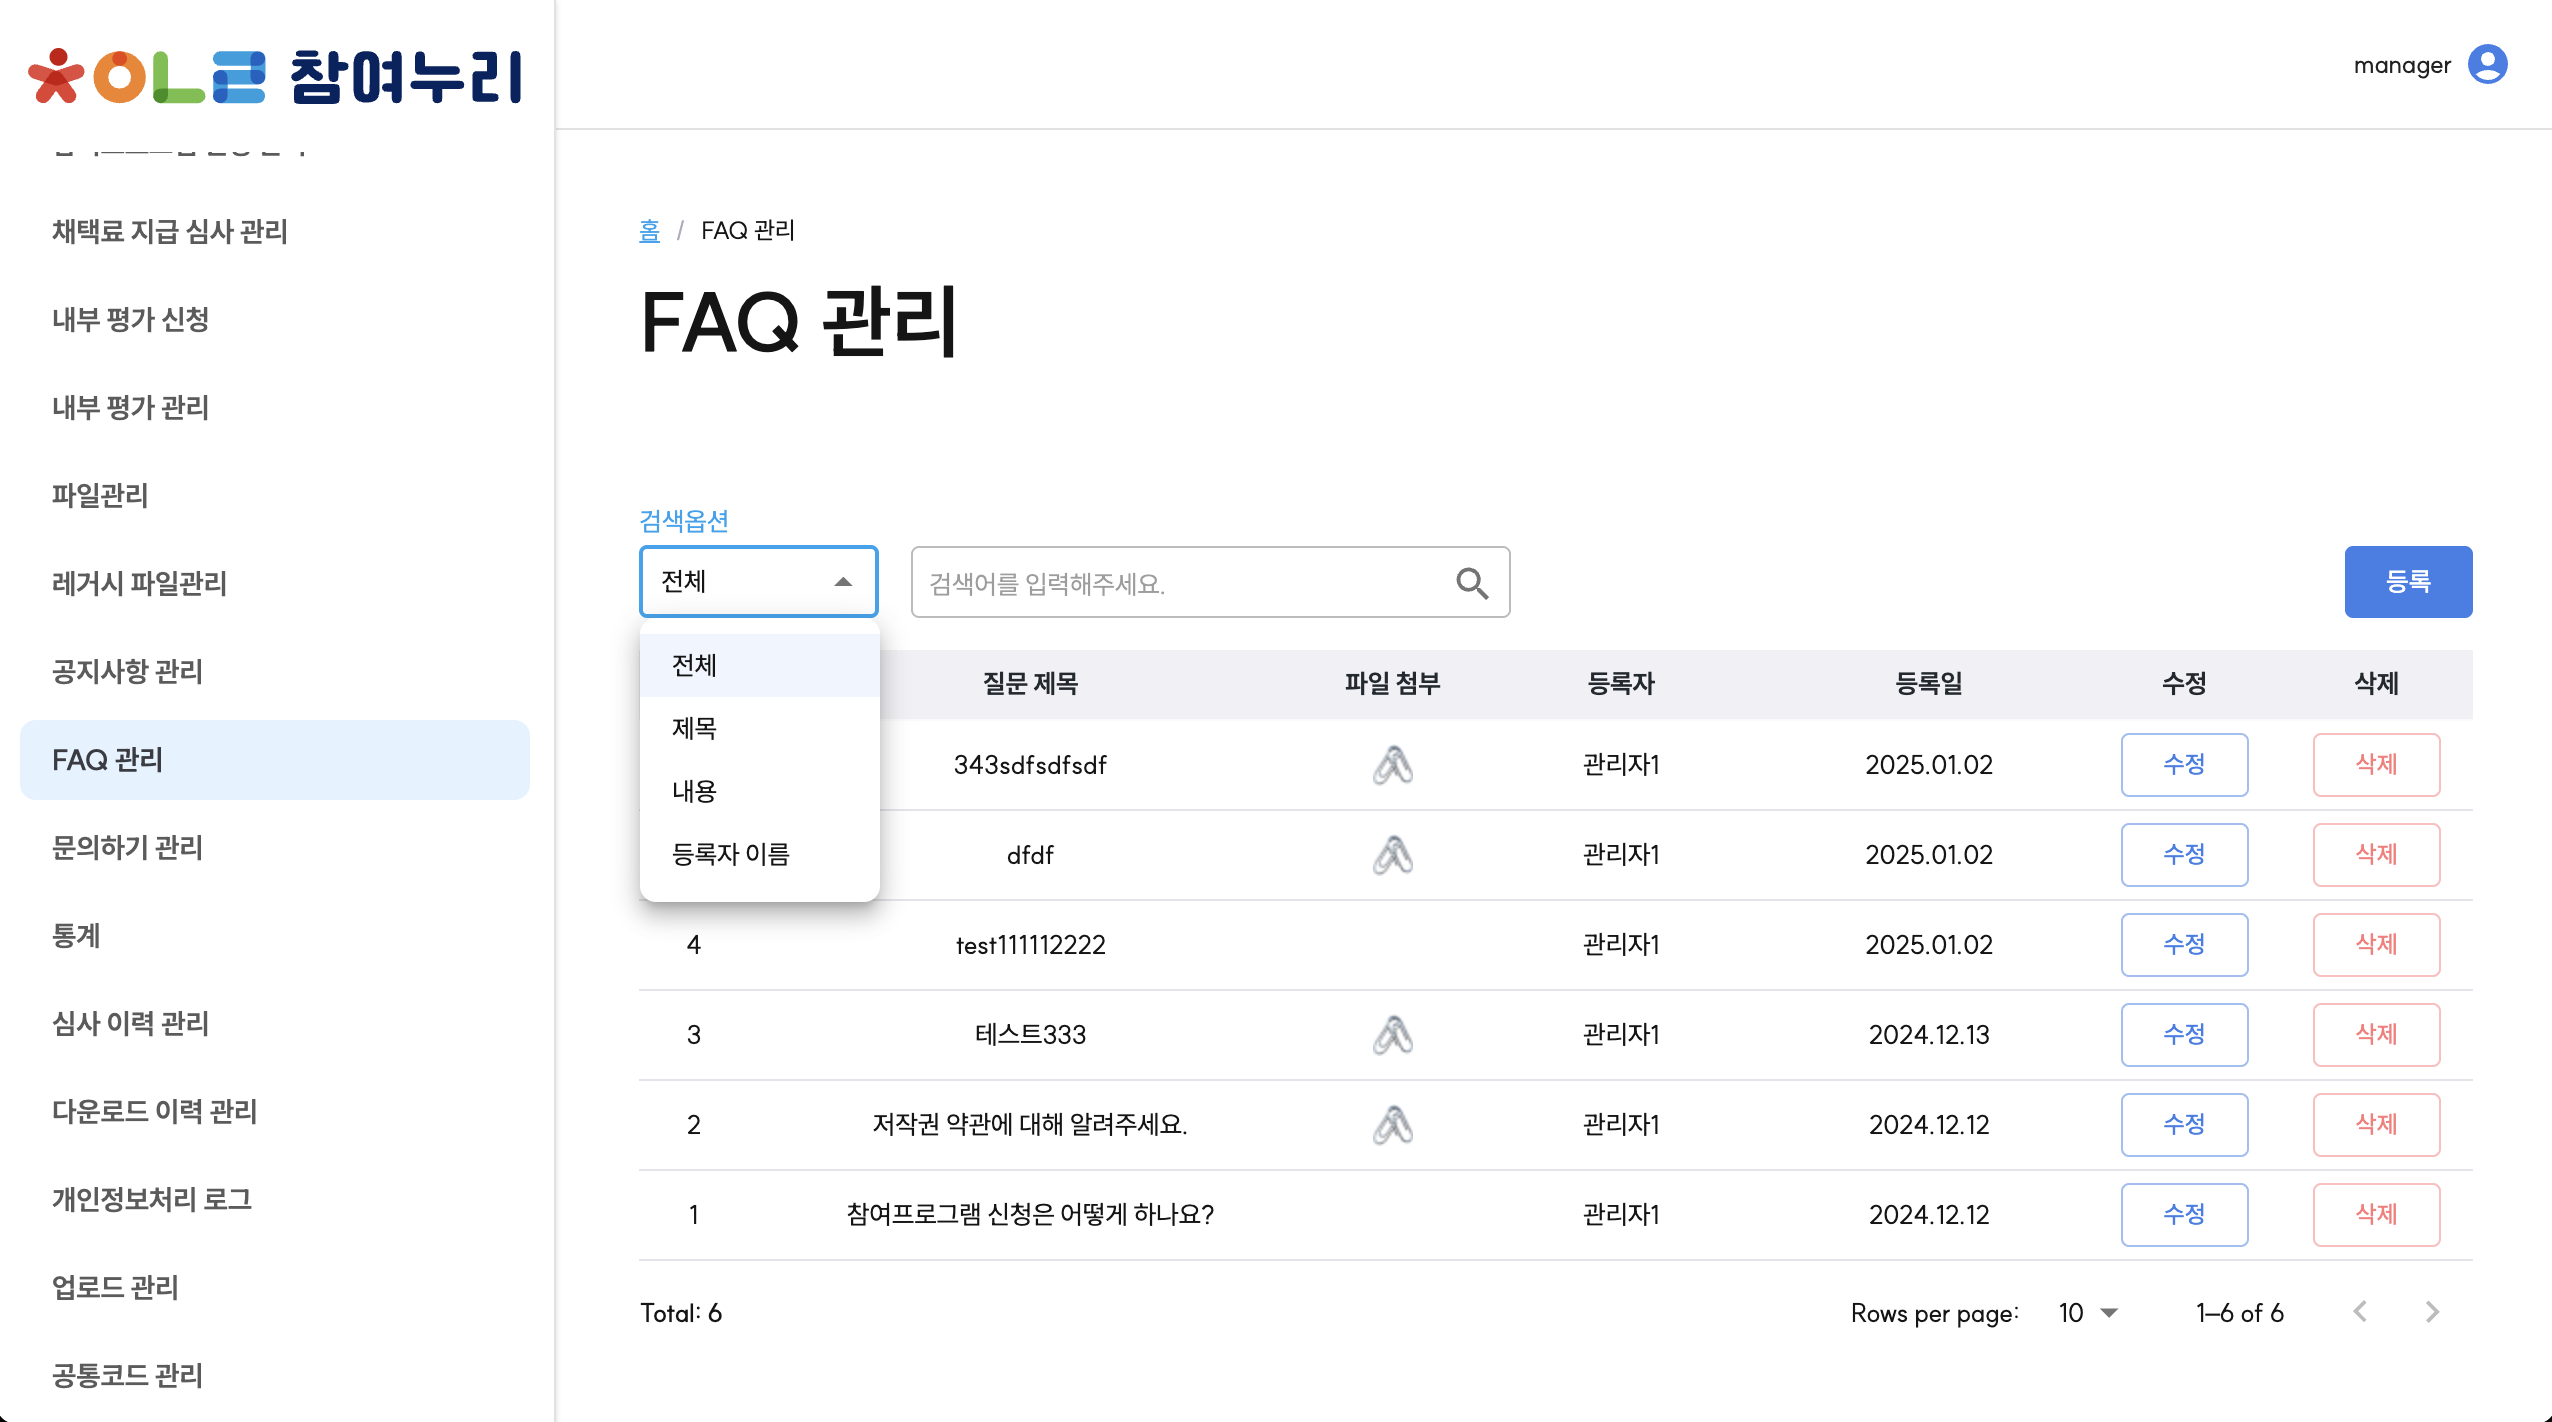 참여누리
manager
채택료 지급 심사 관리
내부 평가 신청
내부 평가 관리
파일관리
레거시 파일관리
공지사항 관리
FAQ 관리
문의하기 관리
통계
심사 이력 관리
다운로드 이력 관리
개인정보처리 로그
업로드 관리
공통코드 관리
홈 / FAQ 관리
FAQ 관리
검색옵션
전체 검색어를 입력해주세요. 등록
전체
제목
내용
등록자 이름
질문 제목 파일 첨부 등록자 등록일 수정 삭제
343sdfsdfsdf 관리자1 2025.01.02 수정 삭제
dfdf 관리자1 2025.01.02 수정 삭제
4 test111112222 관리자1 2025.01.02 수정 삭제
3 테스트333 관리자1 2024.12.13 수정 삭제
2 저작권 약관에 대해 알려주세요. 관리자1 2024.12.12 수정 삭제
1 참여프로그램 신청은 어떻게 하나요? 관리자1 2024.12.12 수정 삭제
Total: 6 Rows per page: 10 1–6 of 6